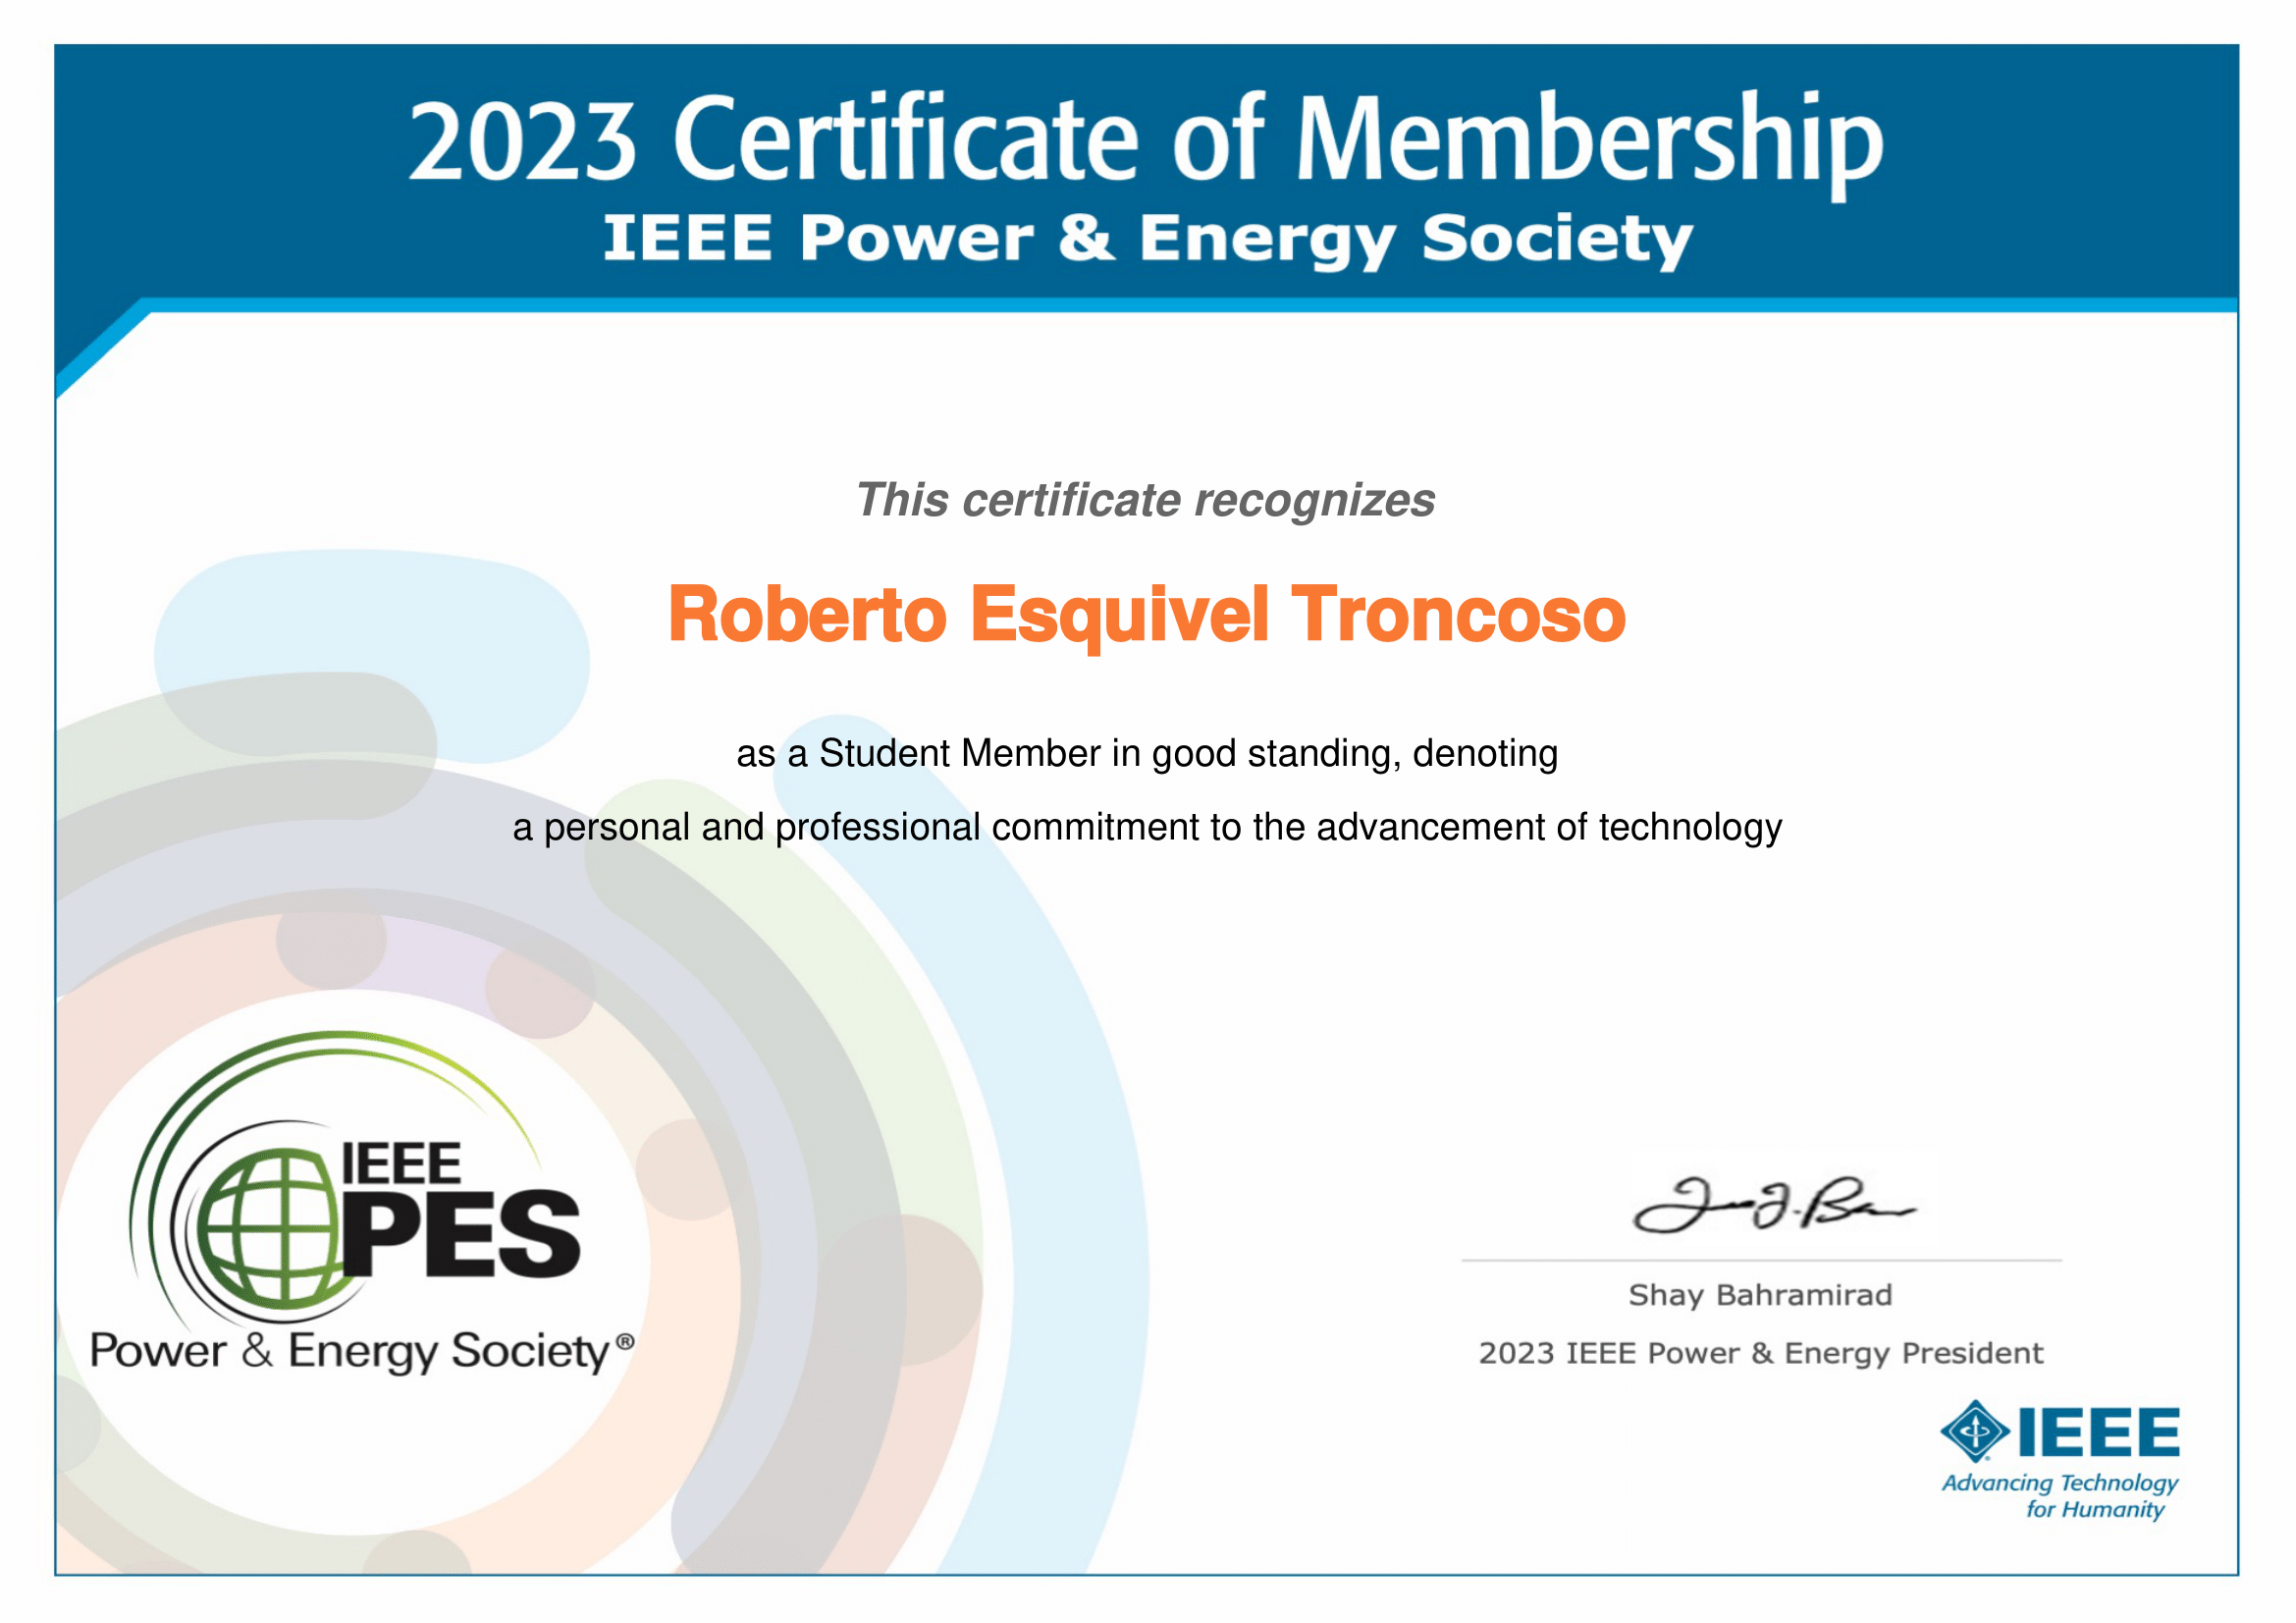 2023 Certificate of Membership
IEEE Power & Energy Society
This certificate recognizes
Roberto Esquivel Troncoso
as a Student Member in good standing, denoting
a personal and professional commitment to the advancement of technology
IEEE
PES
Power & Energy Society®
Shay Bahramirad
2023 IEEE Power & Energy President
IEEE
Advancing Technology
for Humanity